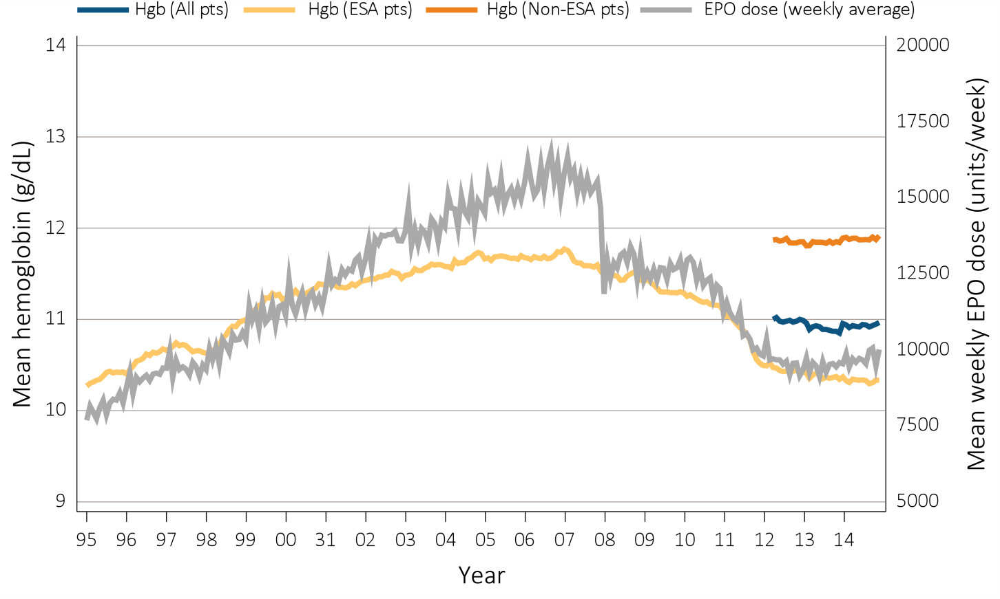 Hgb (All pts) Hgb (ESA pts) Hgb (Non-ESA pts) EPO dose (weekly average)
Mean hemoglobin (g/dL)
14
13
12
11
10
9
20000
17500
15000
12500
10000
7500
5000
Mean weekly EPO dose (units/week)
95 96 97 98 99 00 31 02 03 04 05 06 07 08 09 10 11 12 13 14
Year